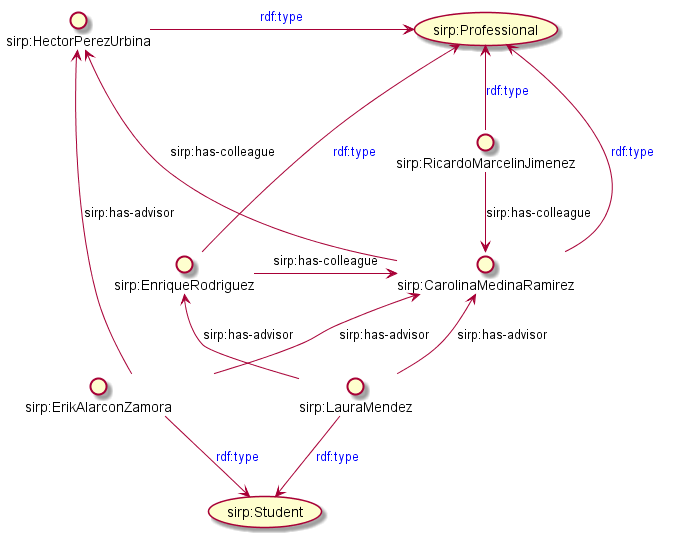 rdf:type
sirp:Professional
sirp:HectorPerezUrbina
rdf:type
sirp:has-colleague
rdf:type
rdf:type
sirp:RicardoMarcelinJimenez
sirp:has-advisor
sirp:has-colleague
sirp:has-colleague
sirp:EnriqueRodriguez
sirp:CarolinaMedinaRamirez
sirp:has-advisor
sirp:has-advisor
sirp:has-advisor
sirp:ErikAlarconZamora
sirp:LauraMendez
rdf:type
rdf:type
sirp:Student